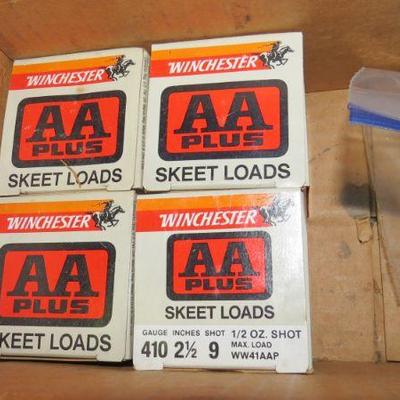 WINCHESTER
AA
PLUS
SKEET LOADS
WINCHESTER
AA
PLUS
SKEET LOADS
WINCHESTER
AA
PLUS
KEET LOADS
WINCHESTER
AA
PLUS
SKEET LOADS
GAUGE INCHES SHOT 1/2 OZ. SHOT
410 2½ 9 MAX. LOAD
WW41AAP